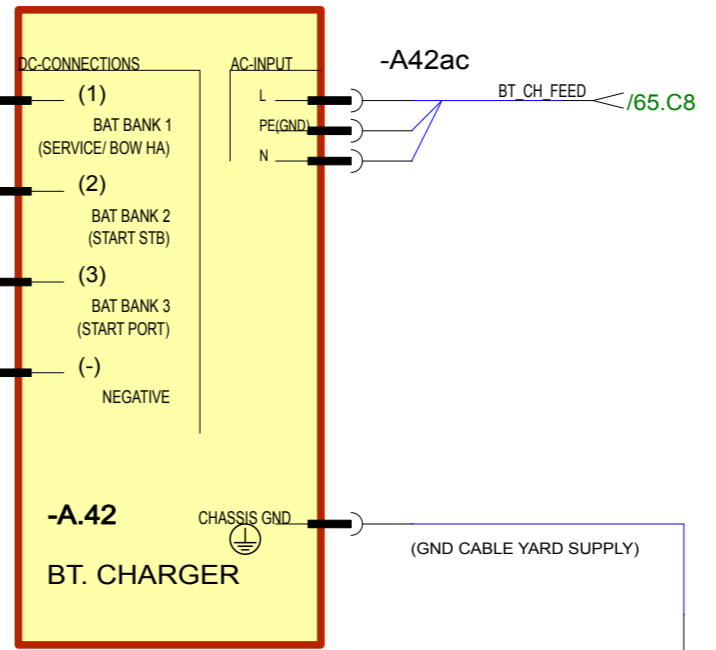 -A42ac
DC-CONNECTIONS
AC-INPUT
(1)
BAT BANK 1
(SERVICE/ BOW HA)
L
PE(GND)
N
BT_CH_FEED
/65.C8
(2)
BAT BANK 2
(START STB)
(3)
BAT BANK 3
(START PORT)
(-)
NEGATIVE
-A.42
CHASSIS GND
(GND CABLE YARD SUPPLY)
BT. CHARGER